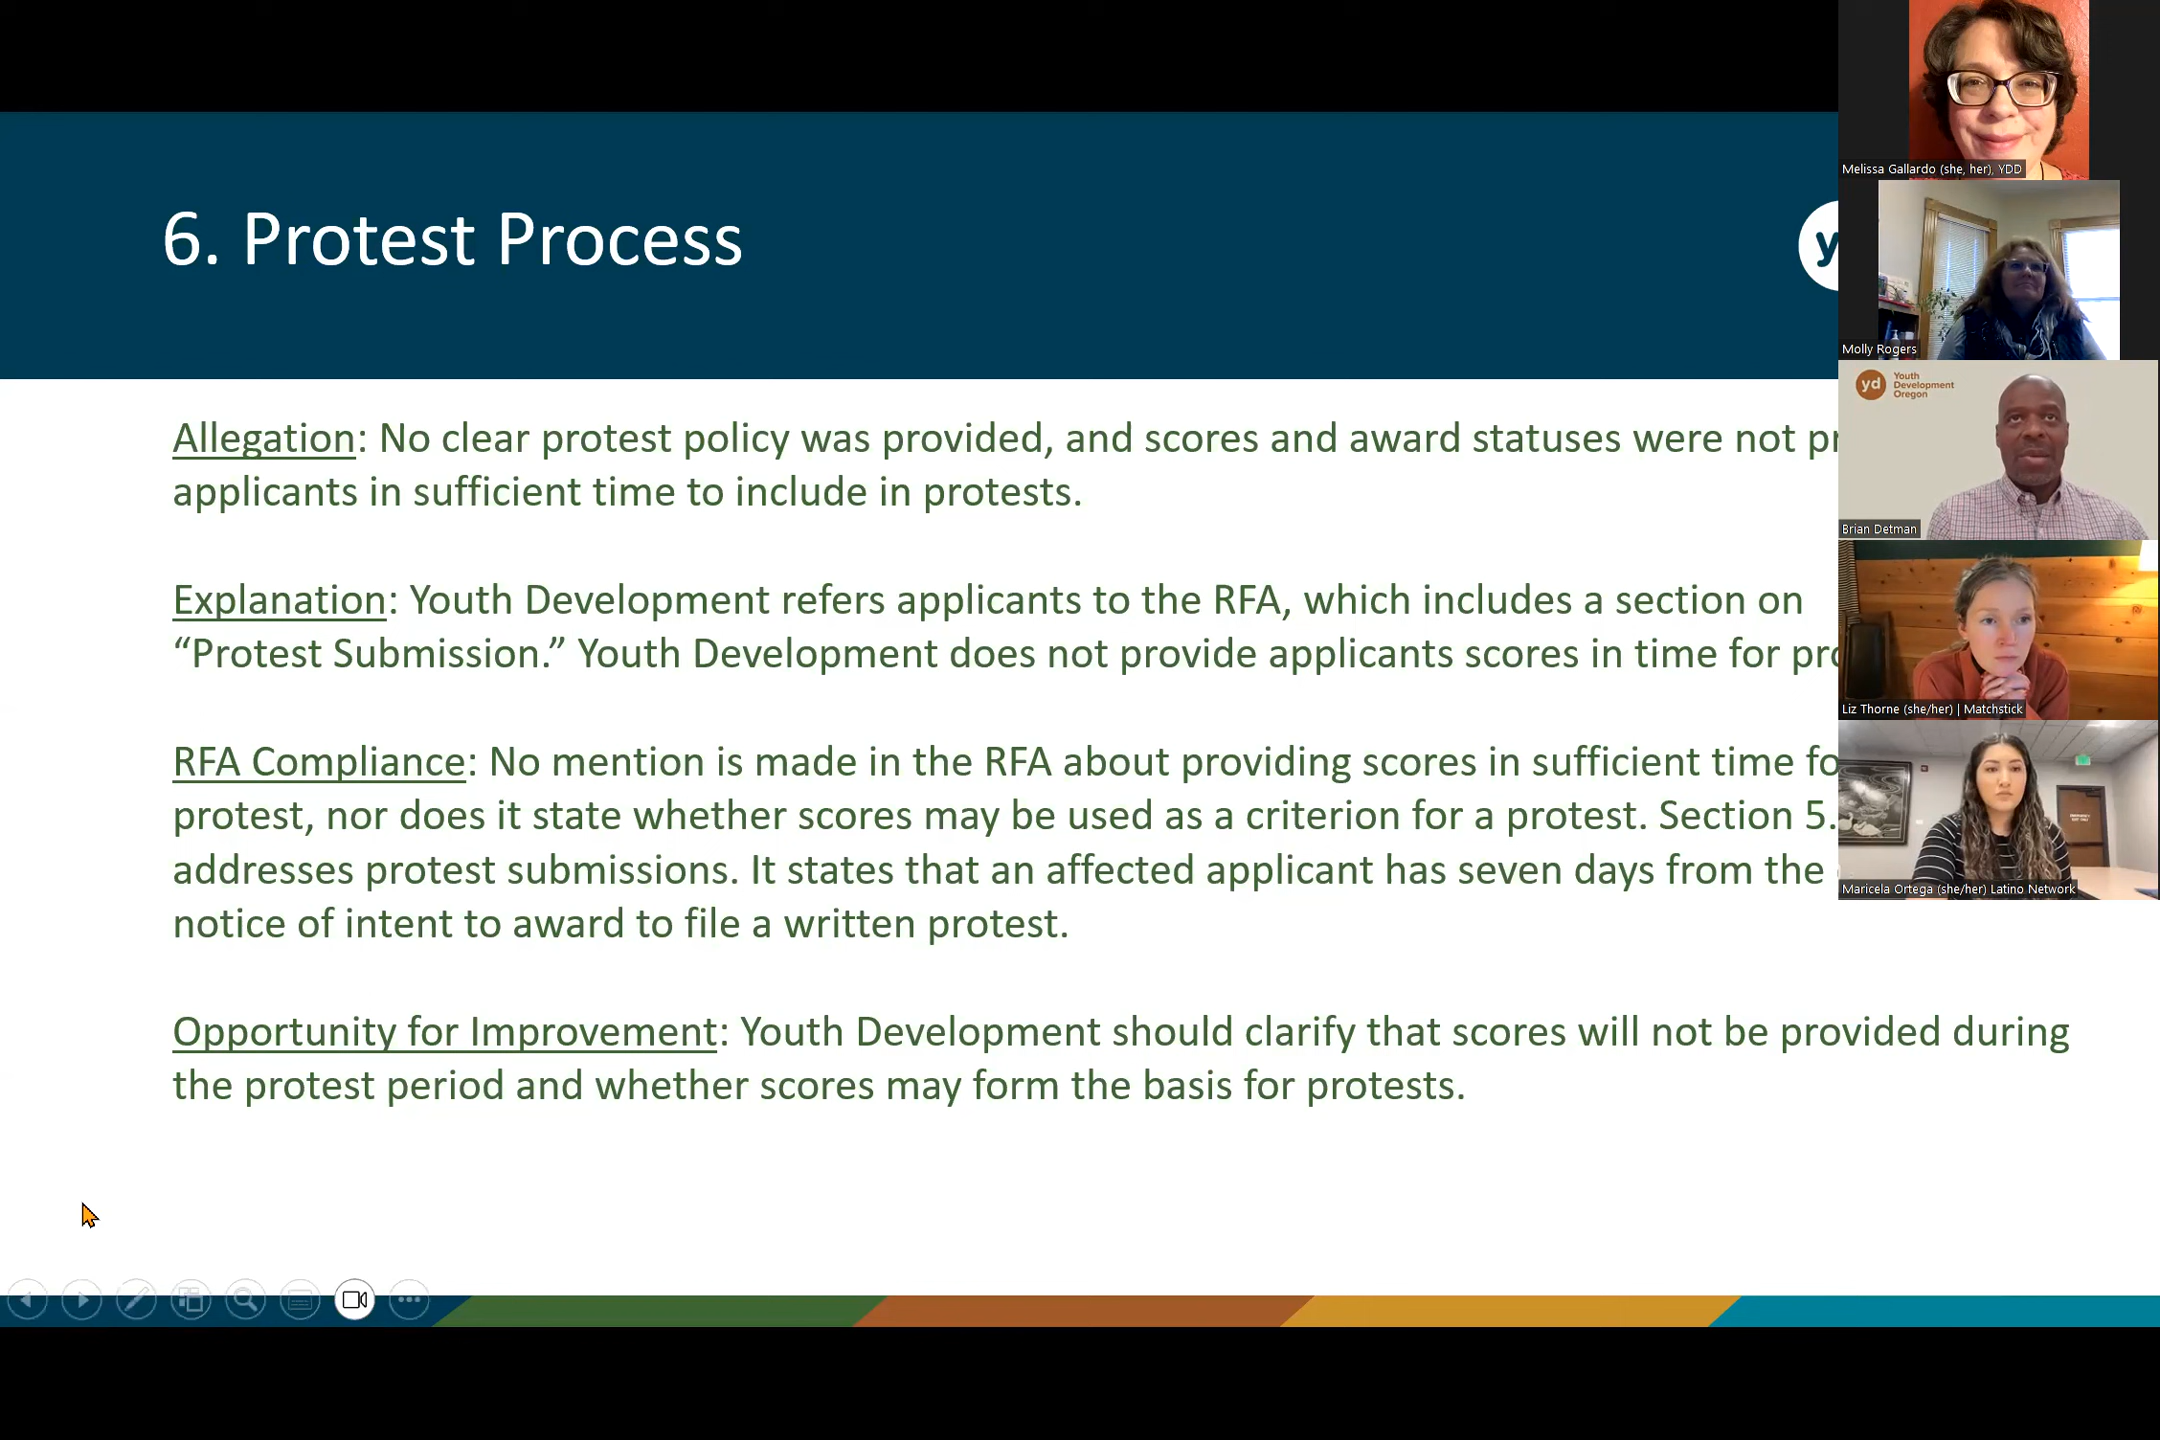 6. Protest Process
Allegation: No clear protest policy was provided, and scores and award statuses were not
applicants in sufficient time to include in protests.
Explanation: Youth Development refers applicants to the RFA, which includes a section on
“Protest Submission.” Youth Development does not provide applicants scores in time for
RFA Compliance: No mention is made in the RFA about providing scores in sufficient time
protest, nor does it state whether scores may be used as a criterion for a protest. Section 5.
addresses protest submissions. It states that an affected applicant has seven days from the
notice of intent to award to file a written protest.
Opportunity for Improvement: Youth Development should clarify that scores will not be provided during
the protest period and whether scores may form the basis for protests.
Melissa Gallardo (she, her), YDD
Molly Rogers
yd
Youth
Development
Oregon
Brian Detman
Liz Thorne (she/her) | Matchstick
Maricela Ortega (she/her) Latino Network